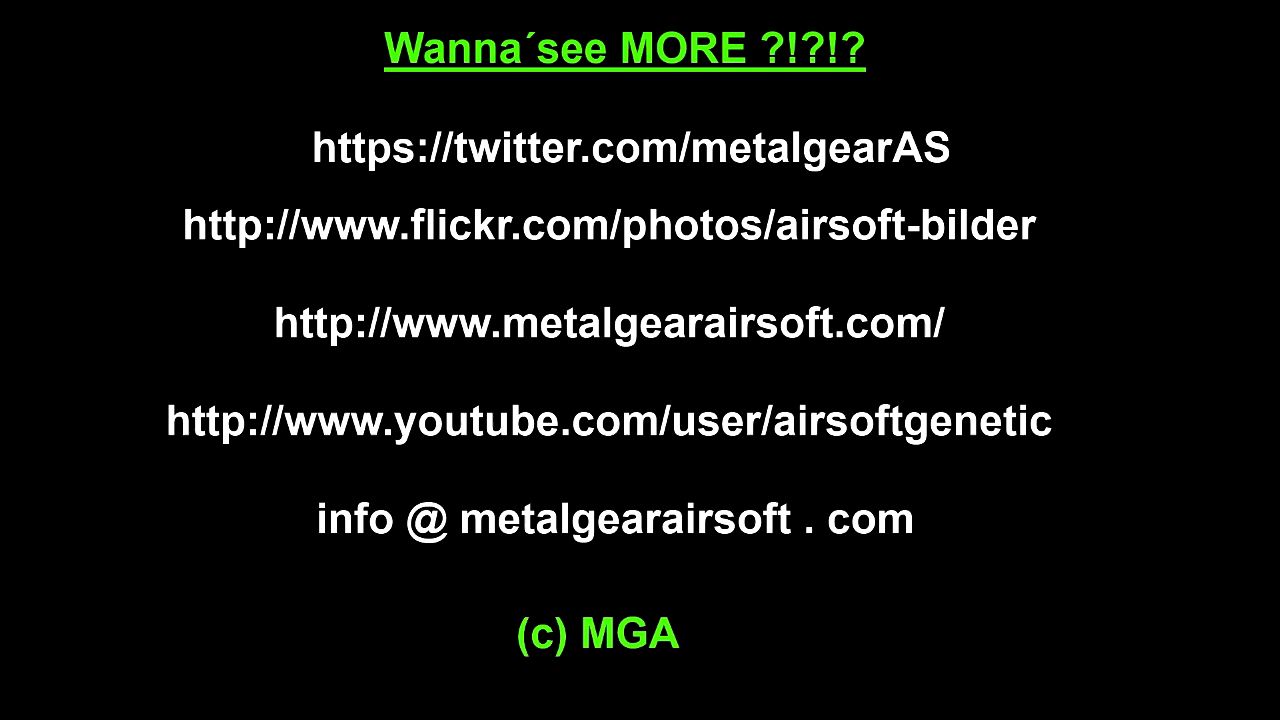 Wanna´see MORE ?!?!?
https://twitter.com/metalgearAS
http://www.flickr.com/photos/airsoft-bilder
http://www.metalgearairsoft.com/
http://www.youtube.com/user/airsoftgenetic
info @ metalgearairsoft . com
(c) MGA